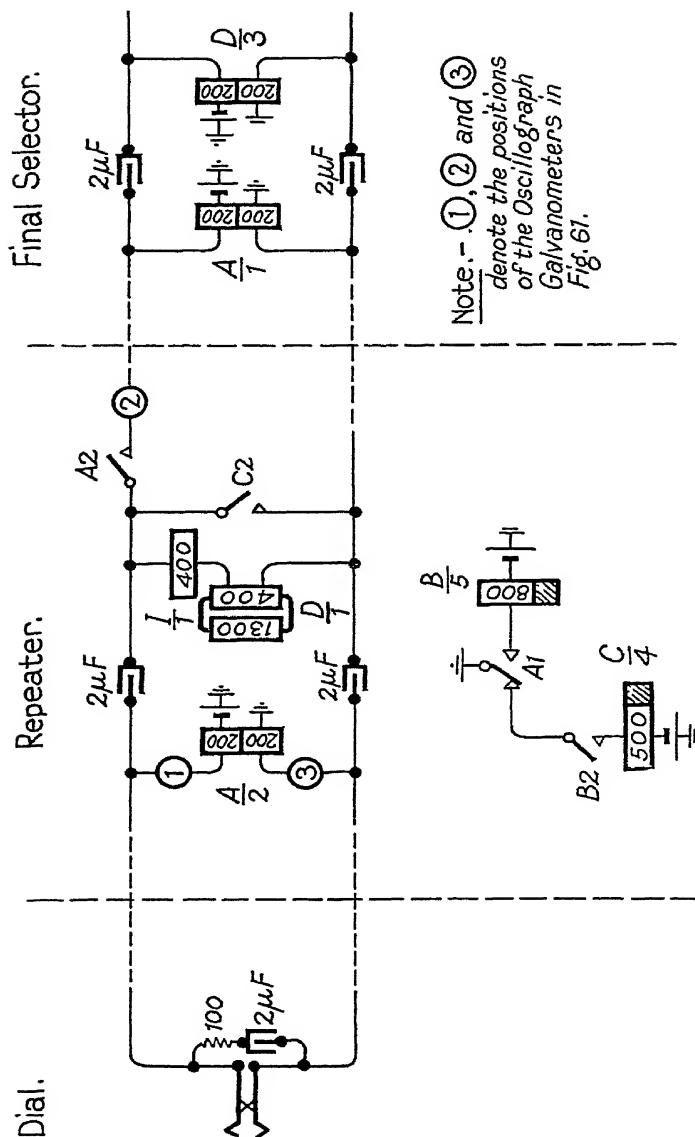 Dial.
Repeater.
Final Selector.
100
2μF
2μF
2μF
1
3
A/2
200
200
I/1
400
1300
400
D/1
A2
C2
2
2μF
2μF
A/1
200
200
D/3
200
200
B/5
800
A1
B2
C/4
500
Note.- 1, 2 and 3
denote the positions
of the Oscillograph
Galvanometers in
Fig. 61.